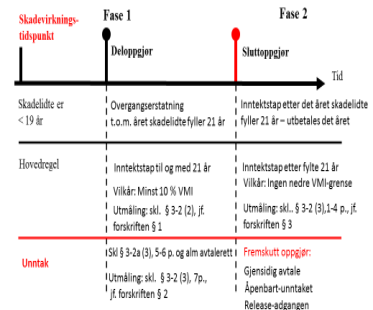 Skadevirknings-
tidspunkt
Fase 1
Fase 2
Deloppgjør
Sluttoppgjør
Tid
Skadelidte er
< 19 år
Overgangserstatning
t.o.m. året skadelidte fyller 21 år
Inntektstap etter det året skadelidte
fyller 21 år – utbetales det året
Hovedregel
Inntektstap til og med 21 år
Vilkår: Minst 10 % VMI
Utmåling: skl. § 3-2 (2), jf.
forskriften § 1
Inntektstap etter fylte 21 år
Vilkår: Ingen nedre VMI-grense
Utmåling: skl.. § 3-2 (3),1-4 p., jf.
forskriften § 3
Unntak
Skl § 3-2a (3), 5-6 p. og alm avtalerett
Utmåling: skl. § 3-2 (3), 7p.,
jf. forskriften § 2
Fremskutt oppgjør:
Gjensidig avtale
Åpenbart-unntaket
Release-adgangen